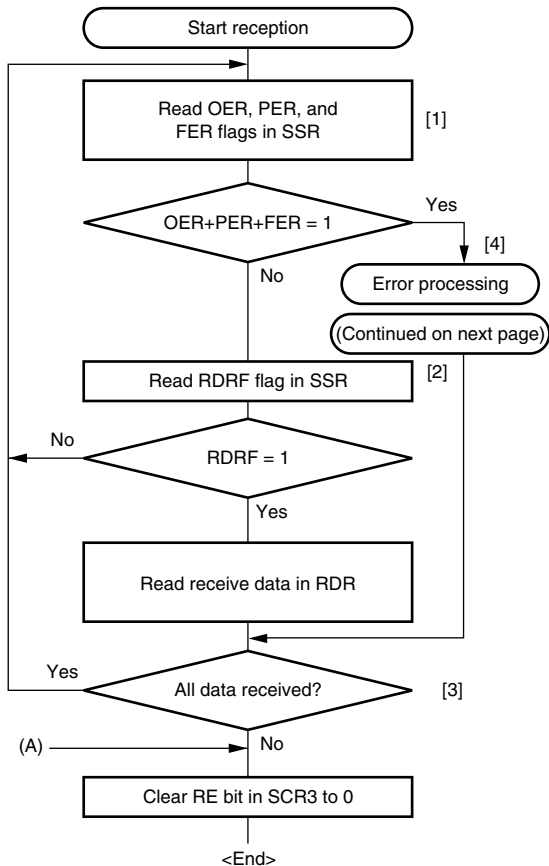 Start reception
Read OER, PER, and
FER flags in SSR
[1]
OER+PER+FER = 1
Yes
[4]
No
Error processing
(Continued on next page)
Read RDRF flag in SSR
[2]
No
RDRF = 1
Yes
Read receive data in RDR
Yes
All data received?
[3]
(A)
No
Clear RE bit in SCR3 to 0
<End>